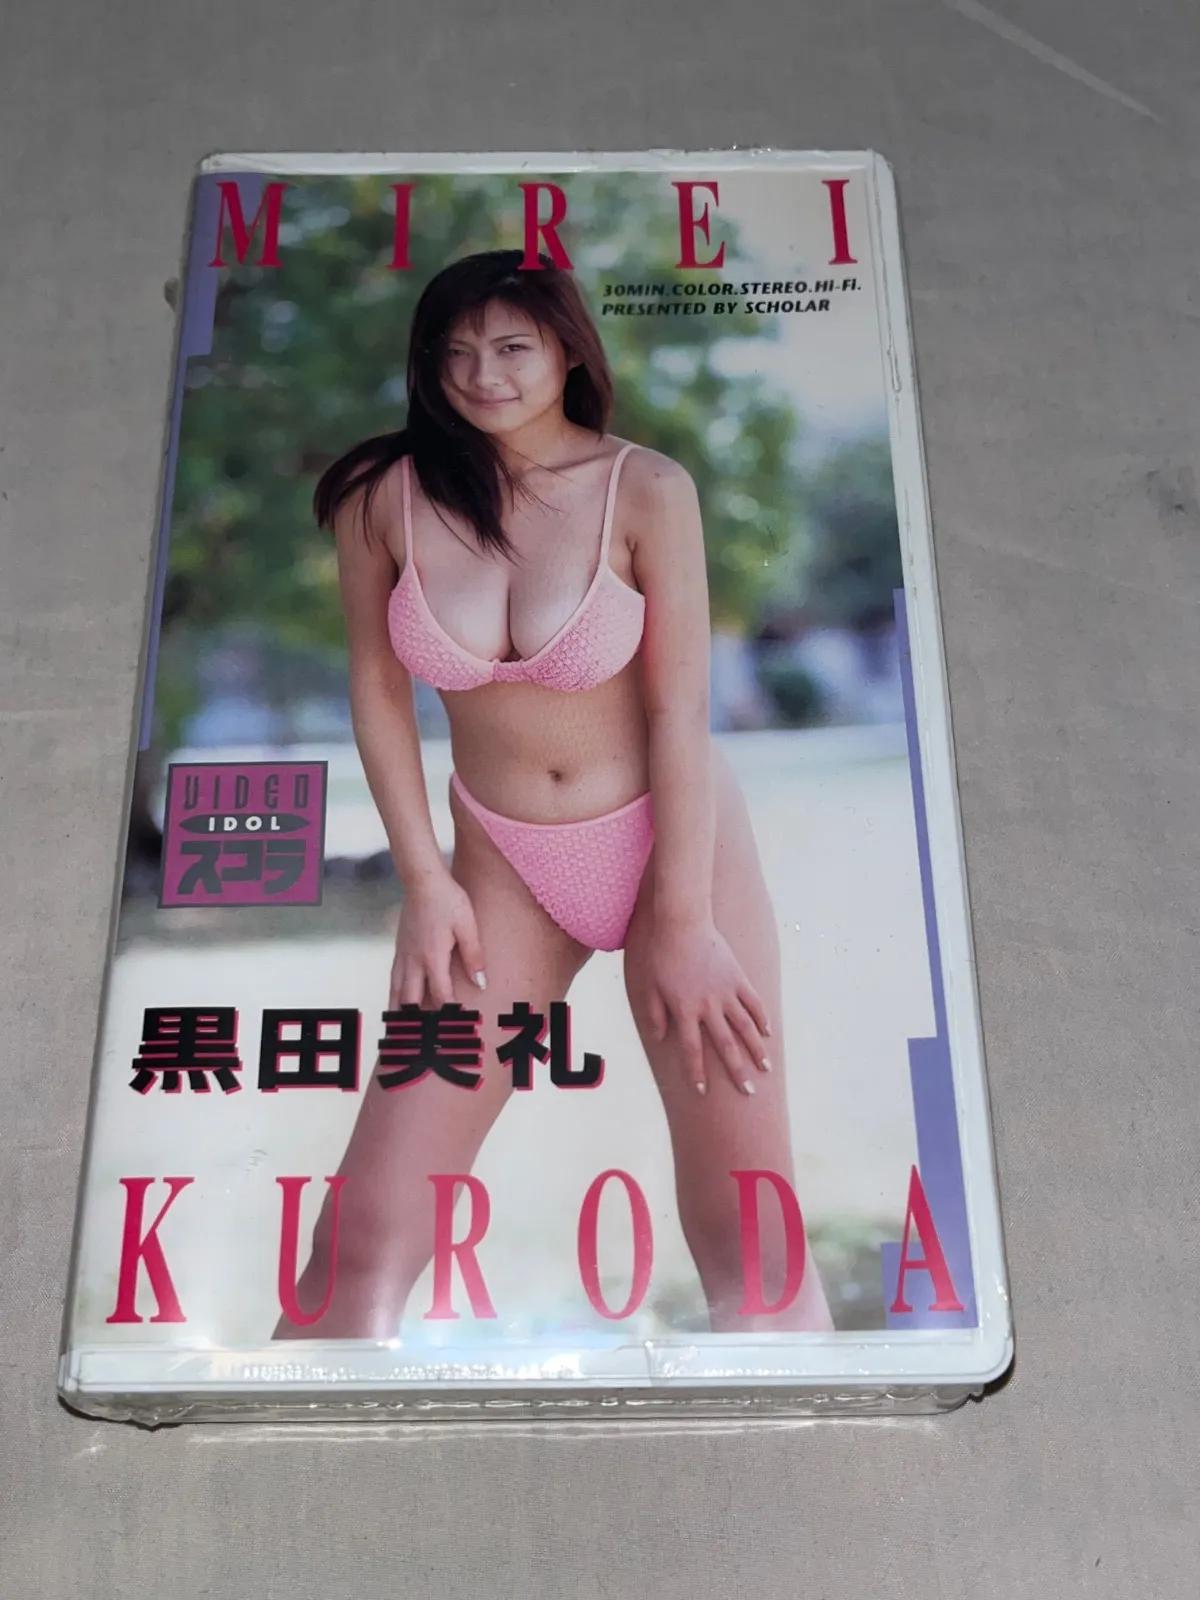 MIREI
30MIN.COLOR.STEREO.Hi-Fi.
PRESENTED BY SCHOLAR
VIDEO
IDOL
スコラ
黒田美礼
KURODA